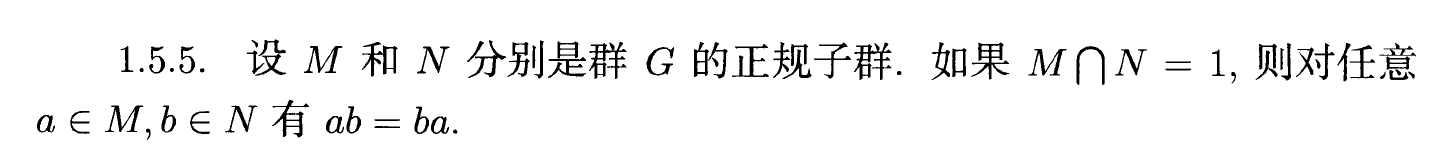 1.5.5. 设 M 和 N 分别是群 G 的正规子群. 如果 M⋂N = 1, 则对任意
a ∈ M, b ∈ N 有 ab = ba.